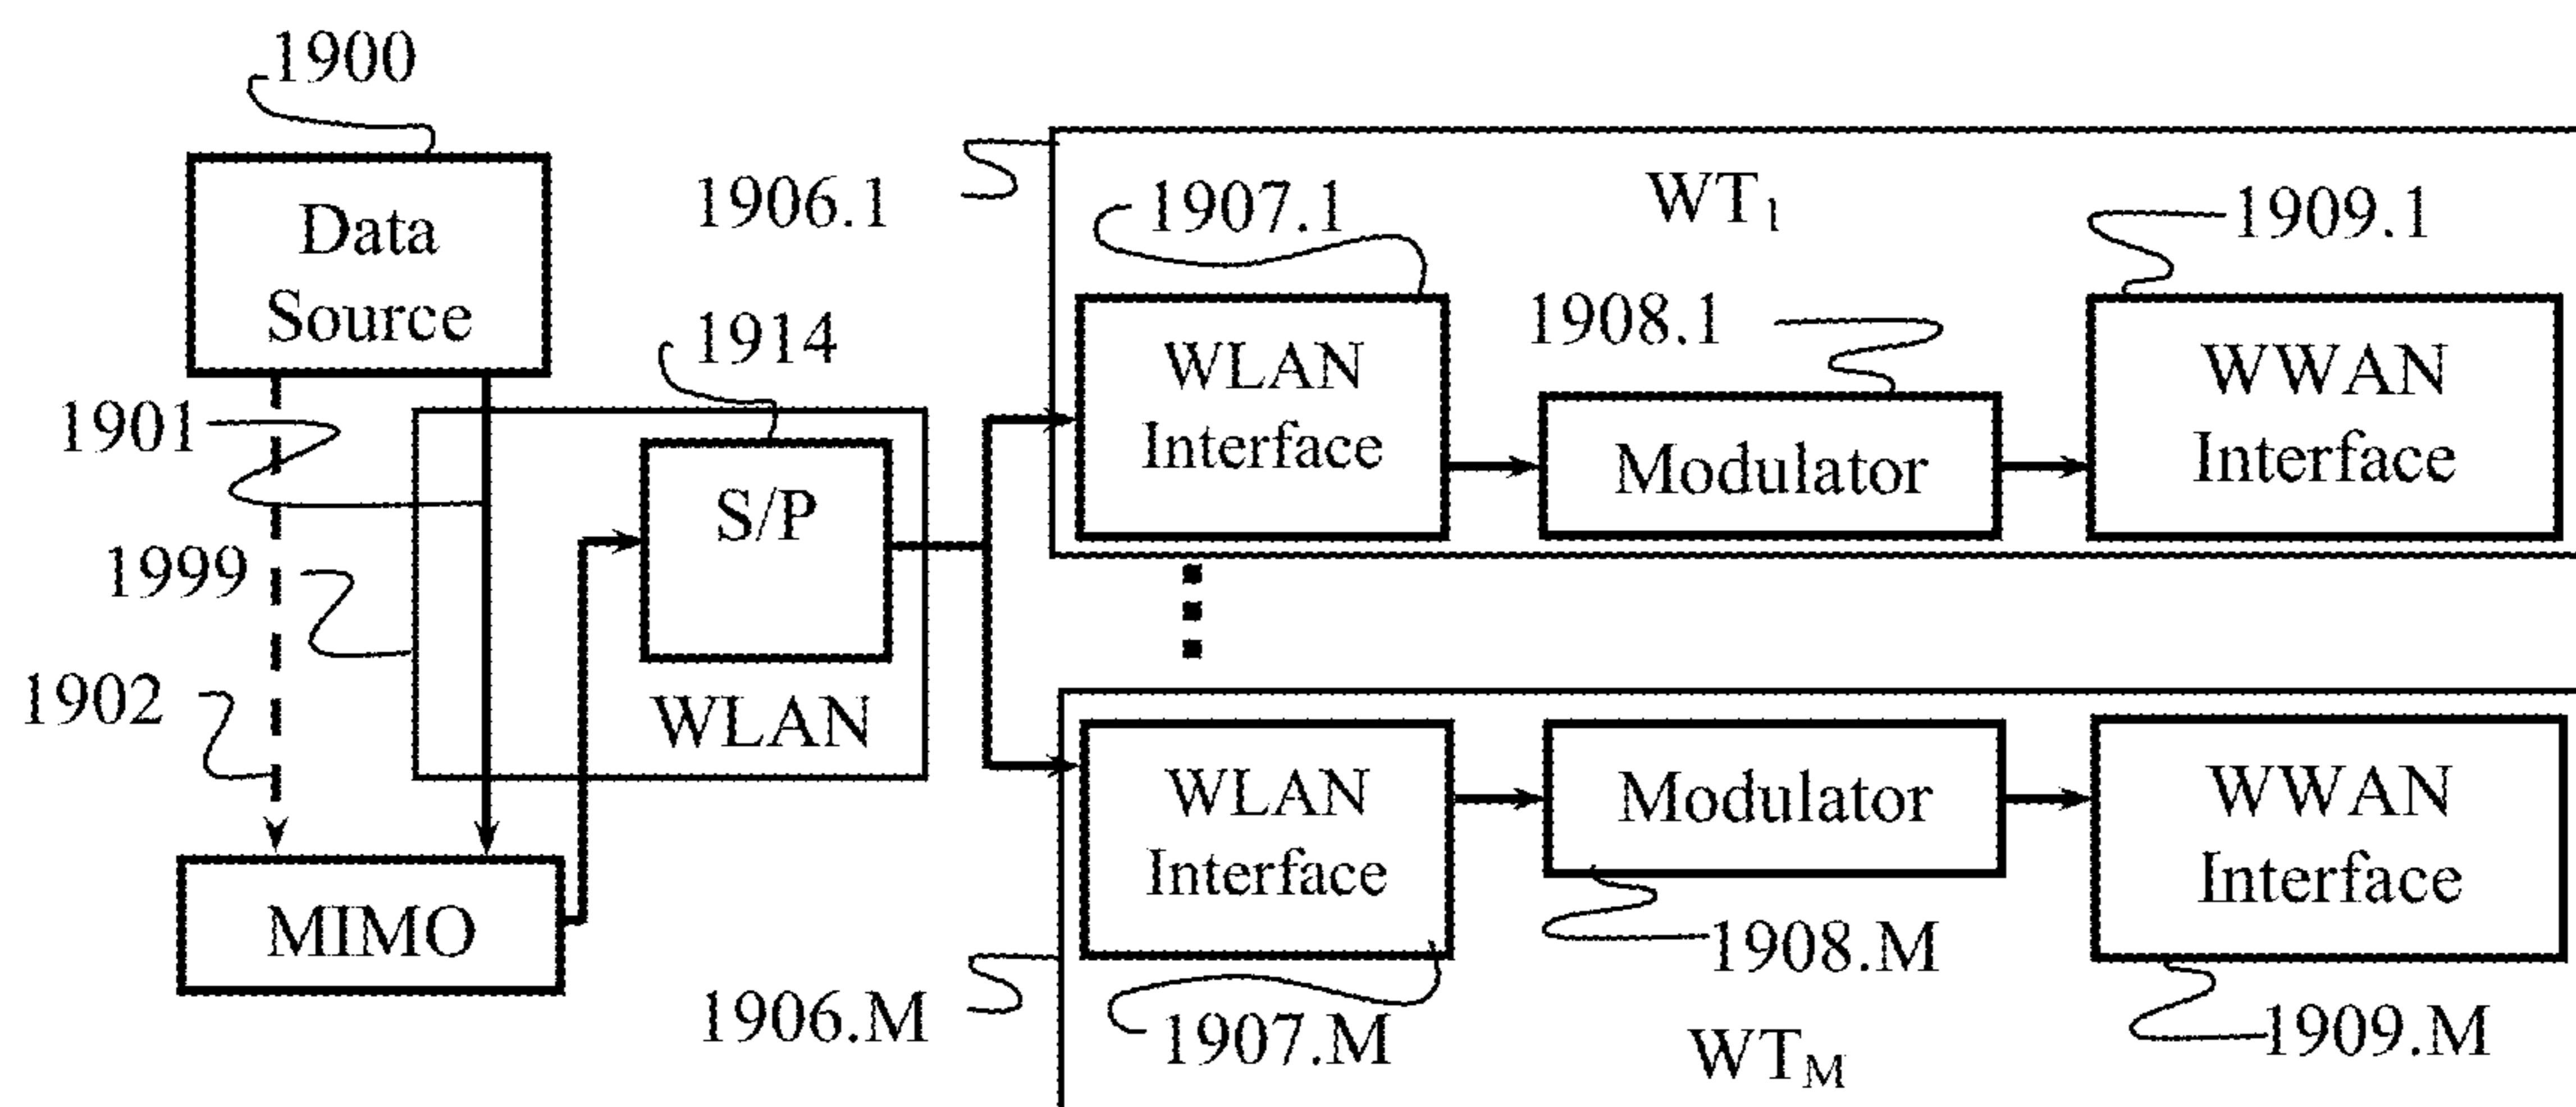 1900
Data
Source
1906.1
1907.1
WT1
1909.1
1914
1908.1
WLAN
Interface
Modulator
WWAN
Interface
1901
S/P
1999
WLAN
1902
MIMO
WLAN
Interface
Modulator
WWAN
Interface
1906.M
1907.M
1908.M
WTM
1909.M